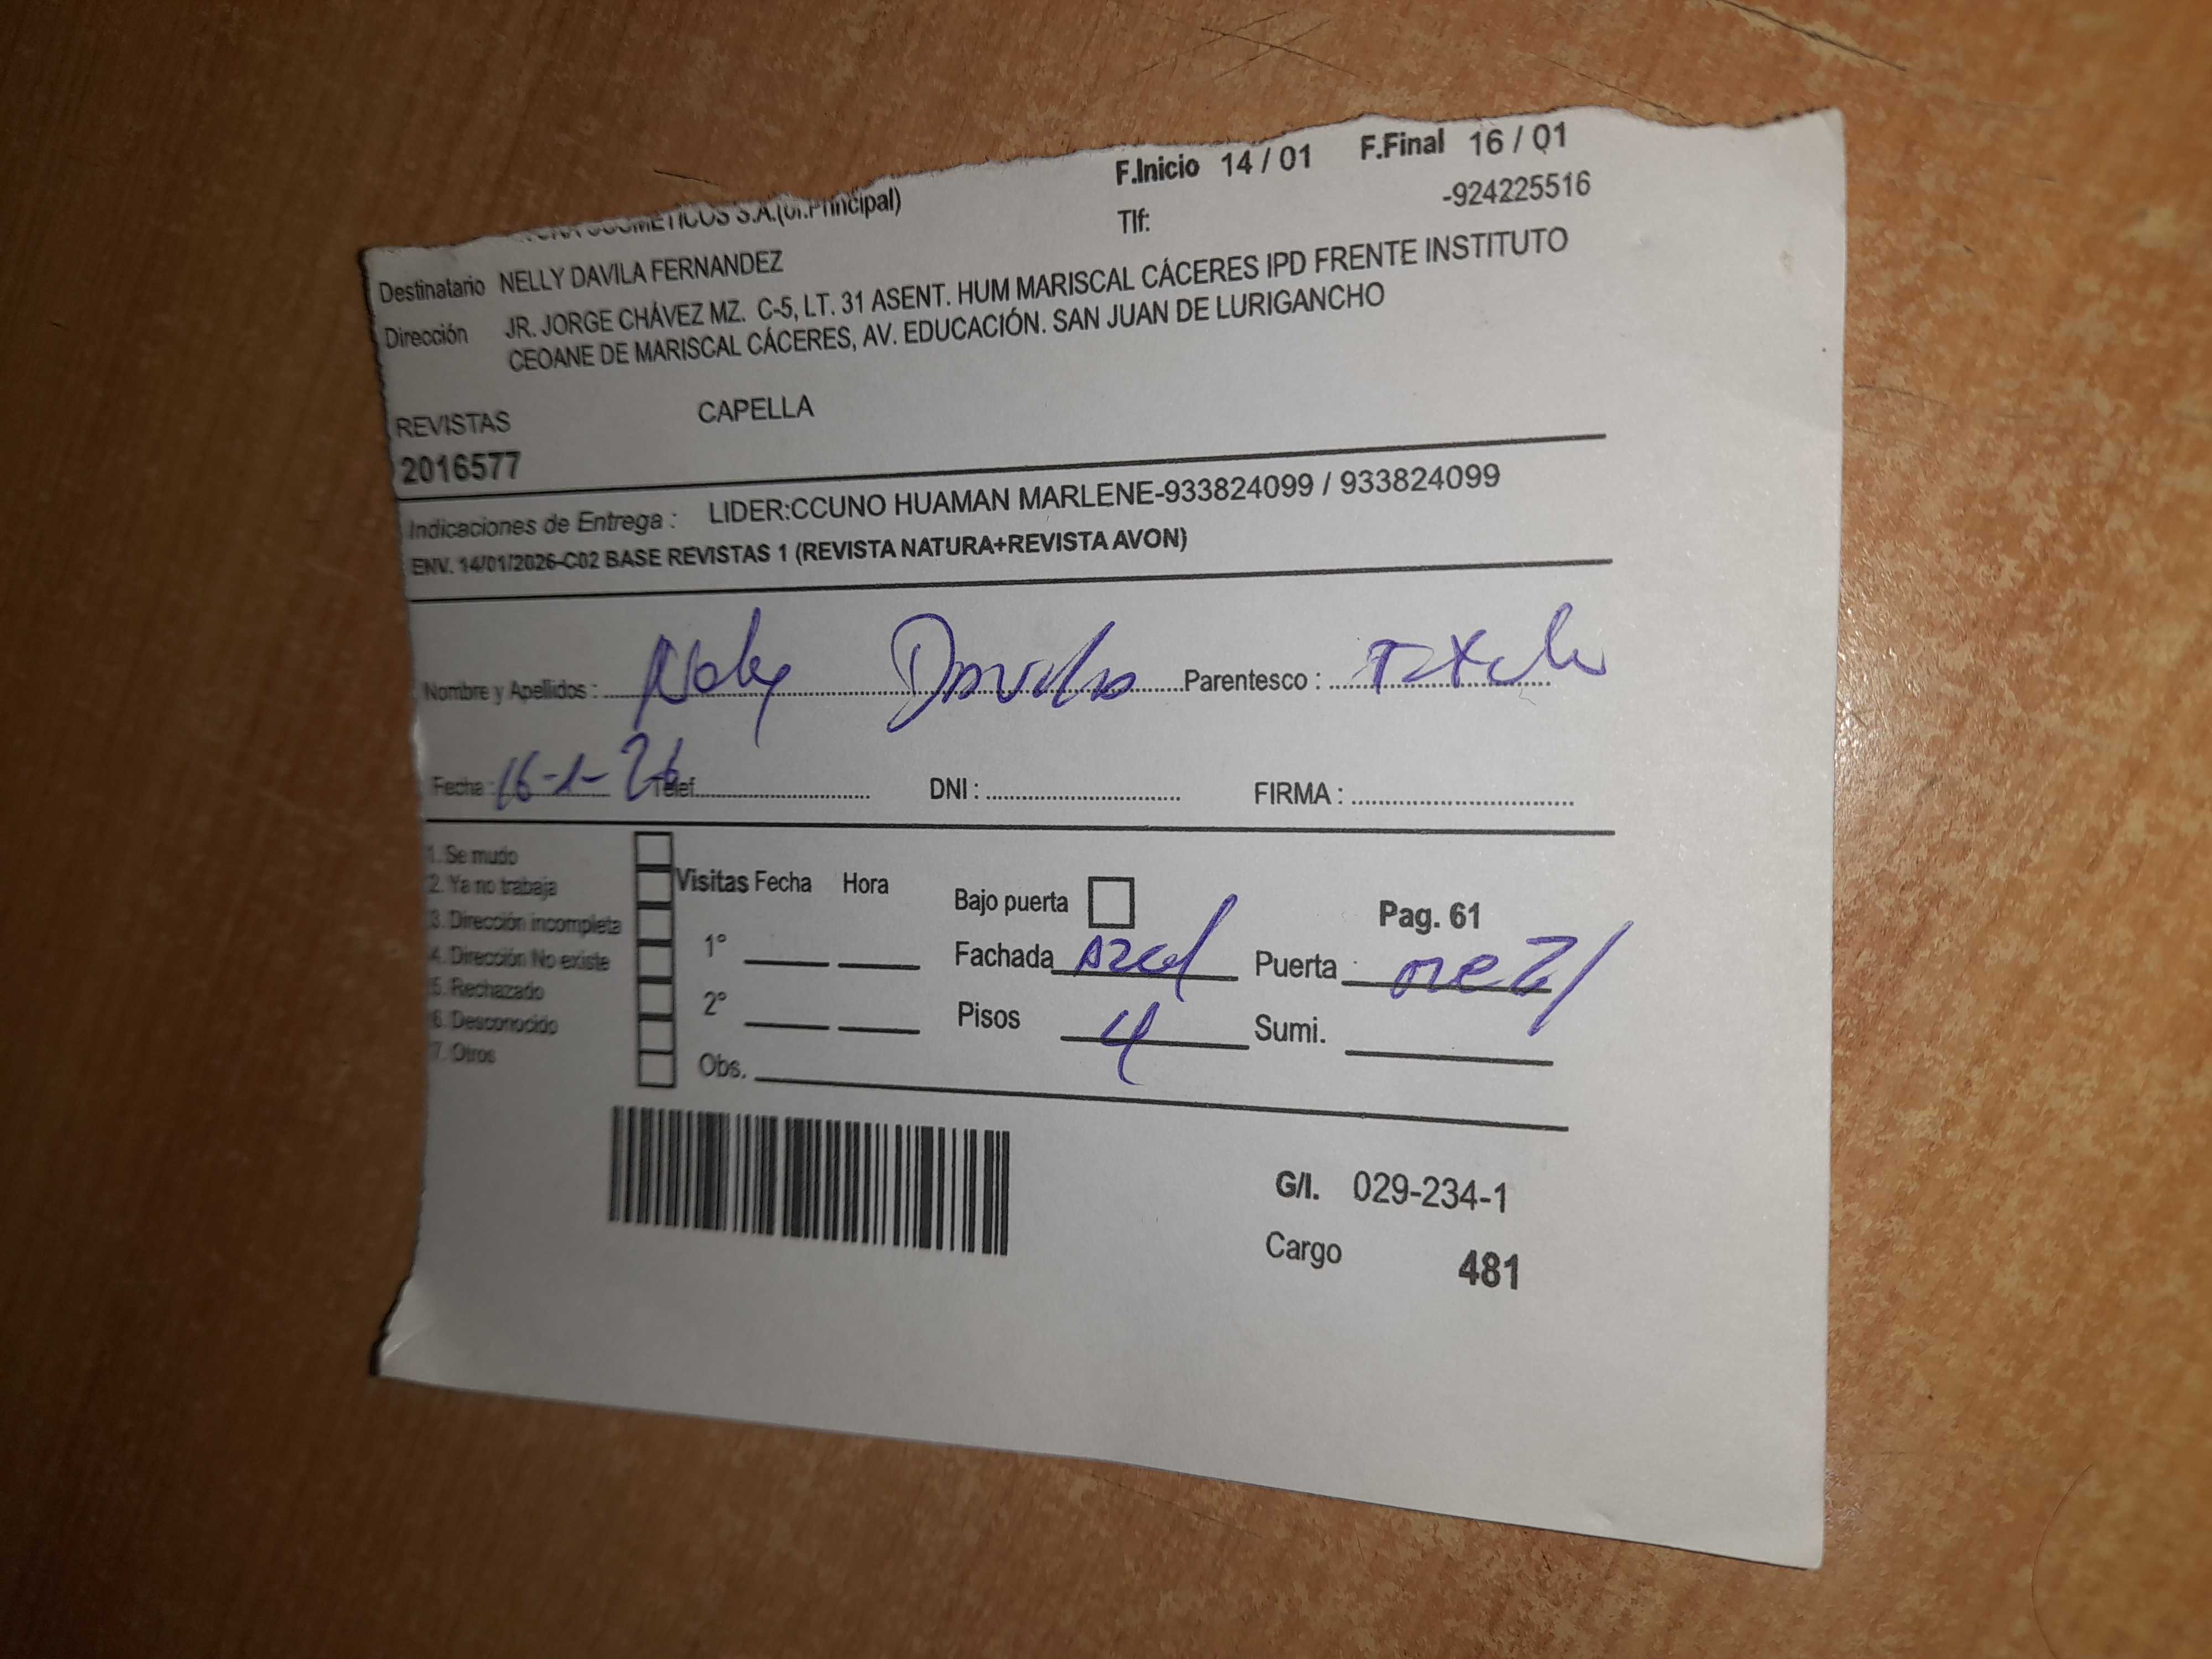 F.Inicio 14 / 01 F.Final 16 / 01
COSMETICOS S.A.(of.Principal) Tlf: -924225516
Destinatario NELLY DAVILA FERNANDEZ
Dirección JR. JORGE CHÁVEZ MZ. C-5, LT. 31 ASENT. HUM MARISCAL CÁCERES IPD FRENTE INSTITUTO
CEOANE DE MARISCAL CÁCERES, AV. EDUCACIÓN. SAN JUAN DE LURIGANCHO
REVISTAS CAPELLA
2016577
Indicaciones de Entrega : LIDER:CCUNO HUAMAN MARLENE-933824099 / 933824099
ENV. 14/01/2026-C02 BASE REVISTAS 1 (REVISTA NATURA+REVISTA AVON)
Nombre y Apellidos : Nely Davila Parentesco :
Fecha : 16-1-26 Telef. DNI : FIRMA :
1. Se mudo
2. Ya no trabaja Visitas Fecha Hora Bajo puerta Pag. 61
3. Dirección incompleta 1° Fachada Azul Puerta metal
4. Dirección No existe
5. Rechazado 2° Pisos 4 Sumi.
6. Desconocido
7. Otros Obs.
G/I. 029-234-1
Cargo 481